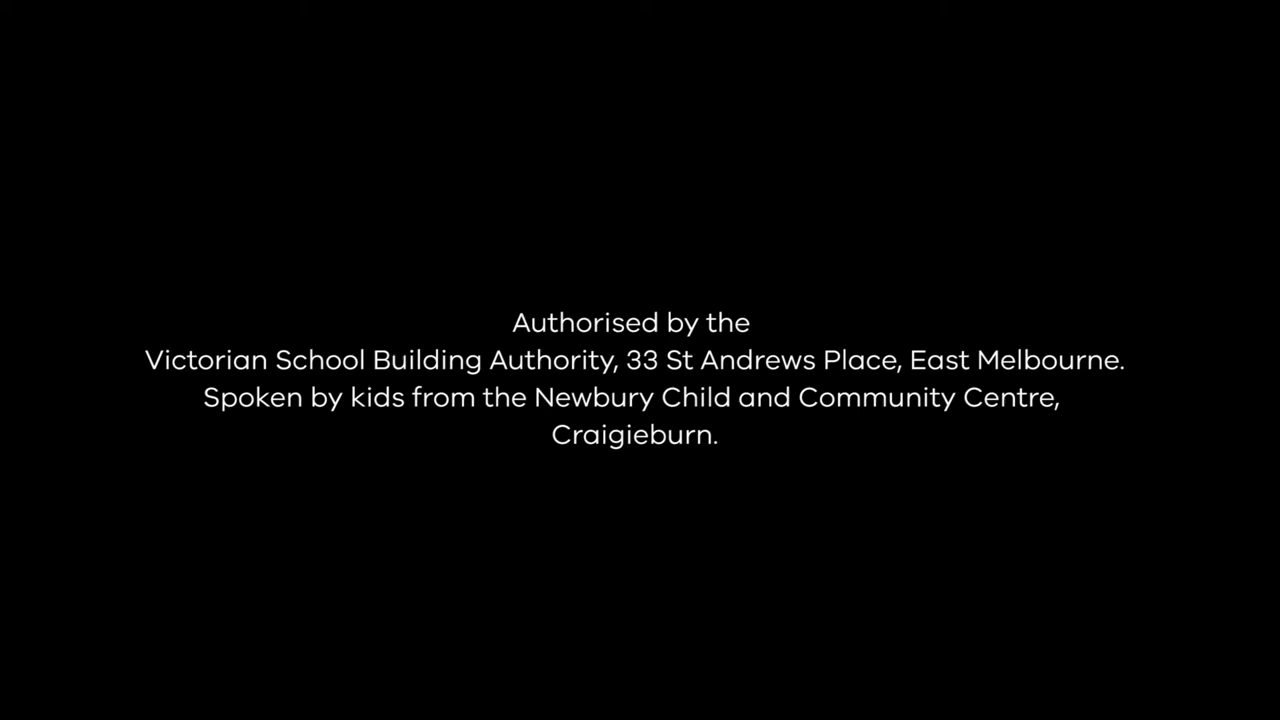 Authorised by the
Victorian School Building Authority, 33 St Andrews Place, East Melbourne.
Spoken by kids from the Newbury Child and Community Centre,
Craigieburn.